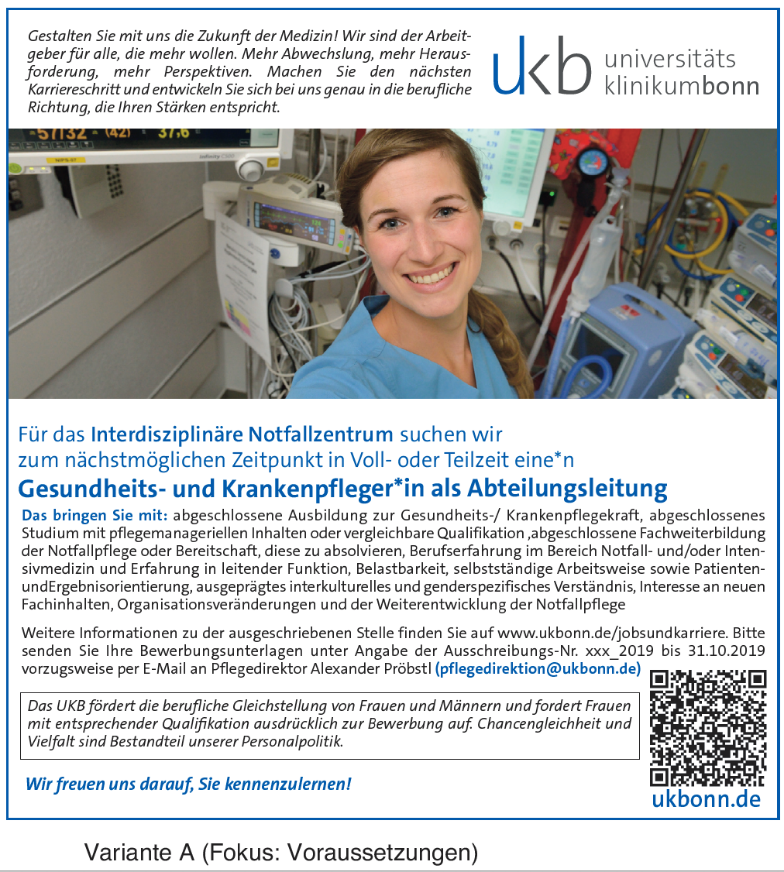 Gestalten Sie mit uns die Zukunft der Medizin! Wir sind der Arbeit-
geber für alle, die mehr wollen. Mehr Abwechslung, mehr Heraus-
forderung, mehr Perspektiven. Machen Sie den nächsten
Karriereschritt und entwickeln Sie sich bei uns genau in die berufliche
Richtung, die Ihren Stärken entspricht.
ukb universitäts
klinikumbonn
57/32 (42) 37,6
Für das Interdisziplinäre Notfallzentrum suchen wir
zum nächstmöglichen Zeitpunkt in Voll- oder Teilzeit eine*n
Gesundheits- und Krankenpfleger*in als Abteilungsleitung
Das bringen Sie mit: abgeschlossene Ausbildung zur Gesundheits-/ Krankenpflegekraft, abgeschlossenes
Studium mit pflegemanageriellen Inhalten oder vergleichbare Qualifikation ,abgeschlossene Fachweiterbildung
der Notfallpflege oder Bereitschaft, diese zu absolvieren, Berufserfahrung im Bereich Notfall- und/oder Inten-
sivmedizin und Erfahrung in leitender Funktion, Belastbarkeit, selbstständige Arbeitsweise sowie Patienten-
undErgebnisorientierung, ausgeprägtes interkulturelles und genderspezifisches Verständnis, Interesse an neuen
Fachinhalten, Organisationsveränderungen und der Weiterentwicklung der Notfallpflege
Weitere Informationen zu der ausgeschriebenen Stelle finden Sie auf www.ukbonn.de/jobsundkarriere. Bitte
senden Sie Ihre Bewerbungsunterlagen unter Angabe der Ausschreibungs-Nr. xxx_2019 bis 31.10.2019
vorzugsweise per E-Mail an Pflegedirektor Alexander Pröbstl (pflegedirektion@ukbonn.de)
Das UKB fördert die berufliche Gleichstellung von Frauen und Männern und fordert Frauen
mit entsprechender Qualifikation ausdrücklich zur Bewerbung auf. Chancengleichheit und
Vielfalt sind Bestandteil unserer Personalpolitik.
Wir freuen uns darauf, Sie kennenzulernen!
ukbonn.de
Variante A (Fokus: Voraussetzungen)